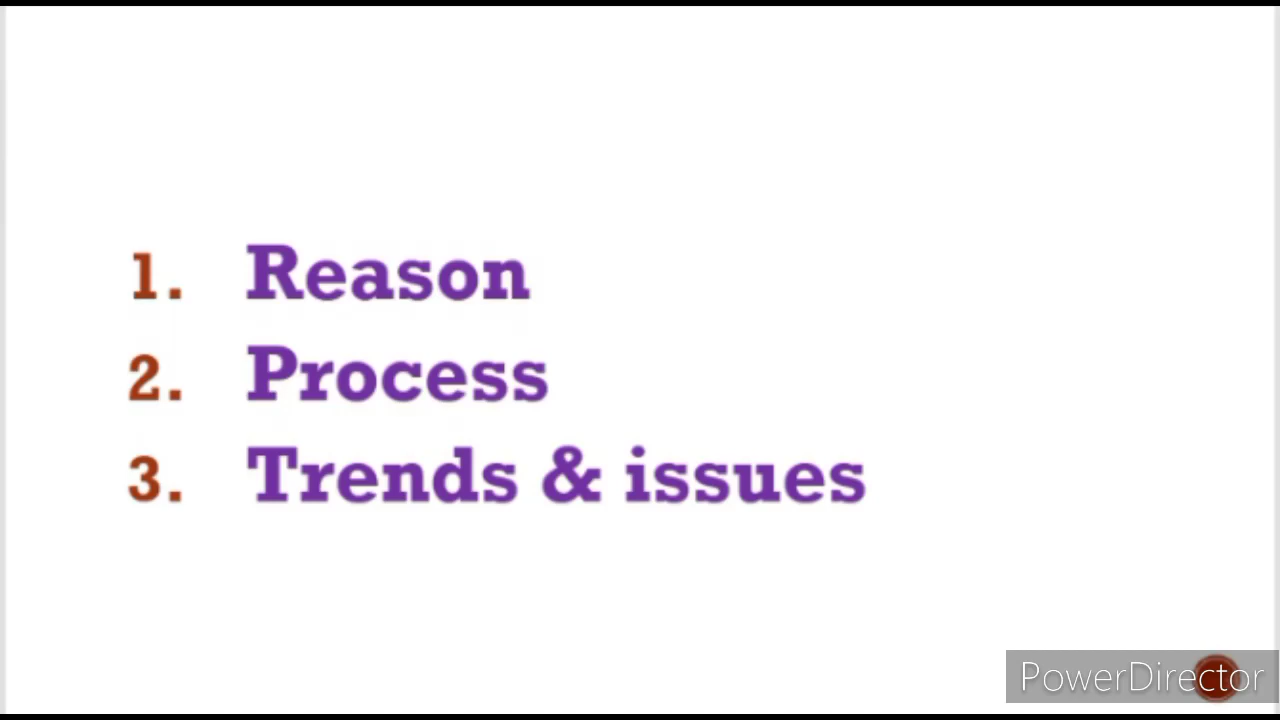 1. Reason
2. Process
3. Trends & issues
PowerDirector